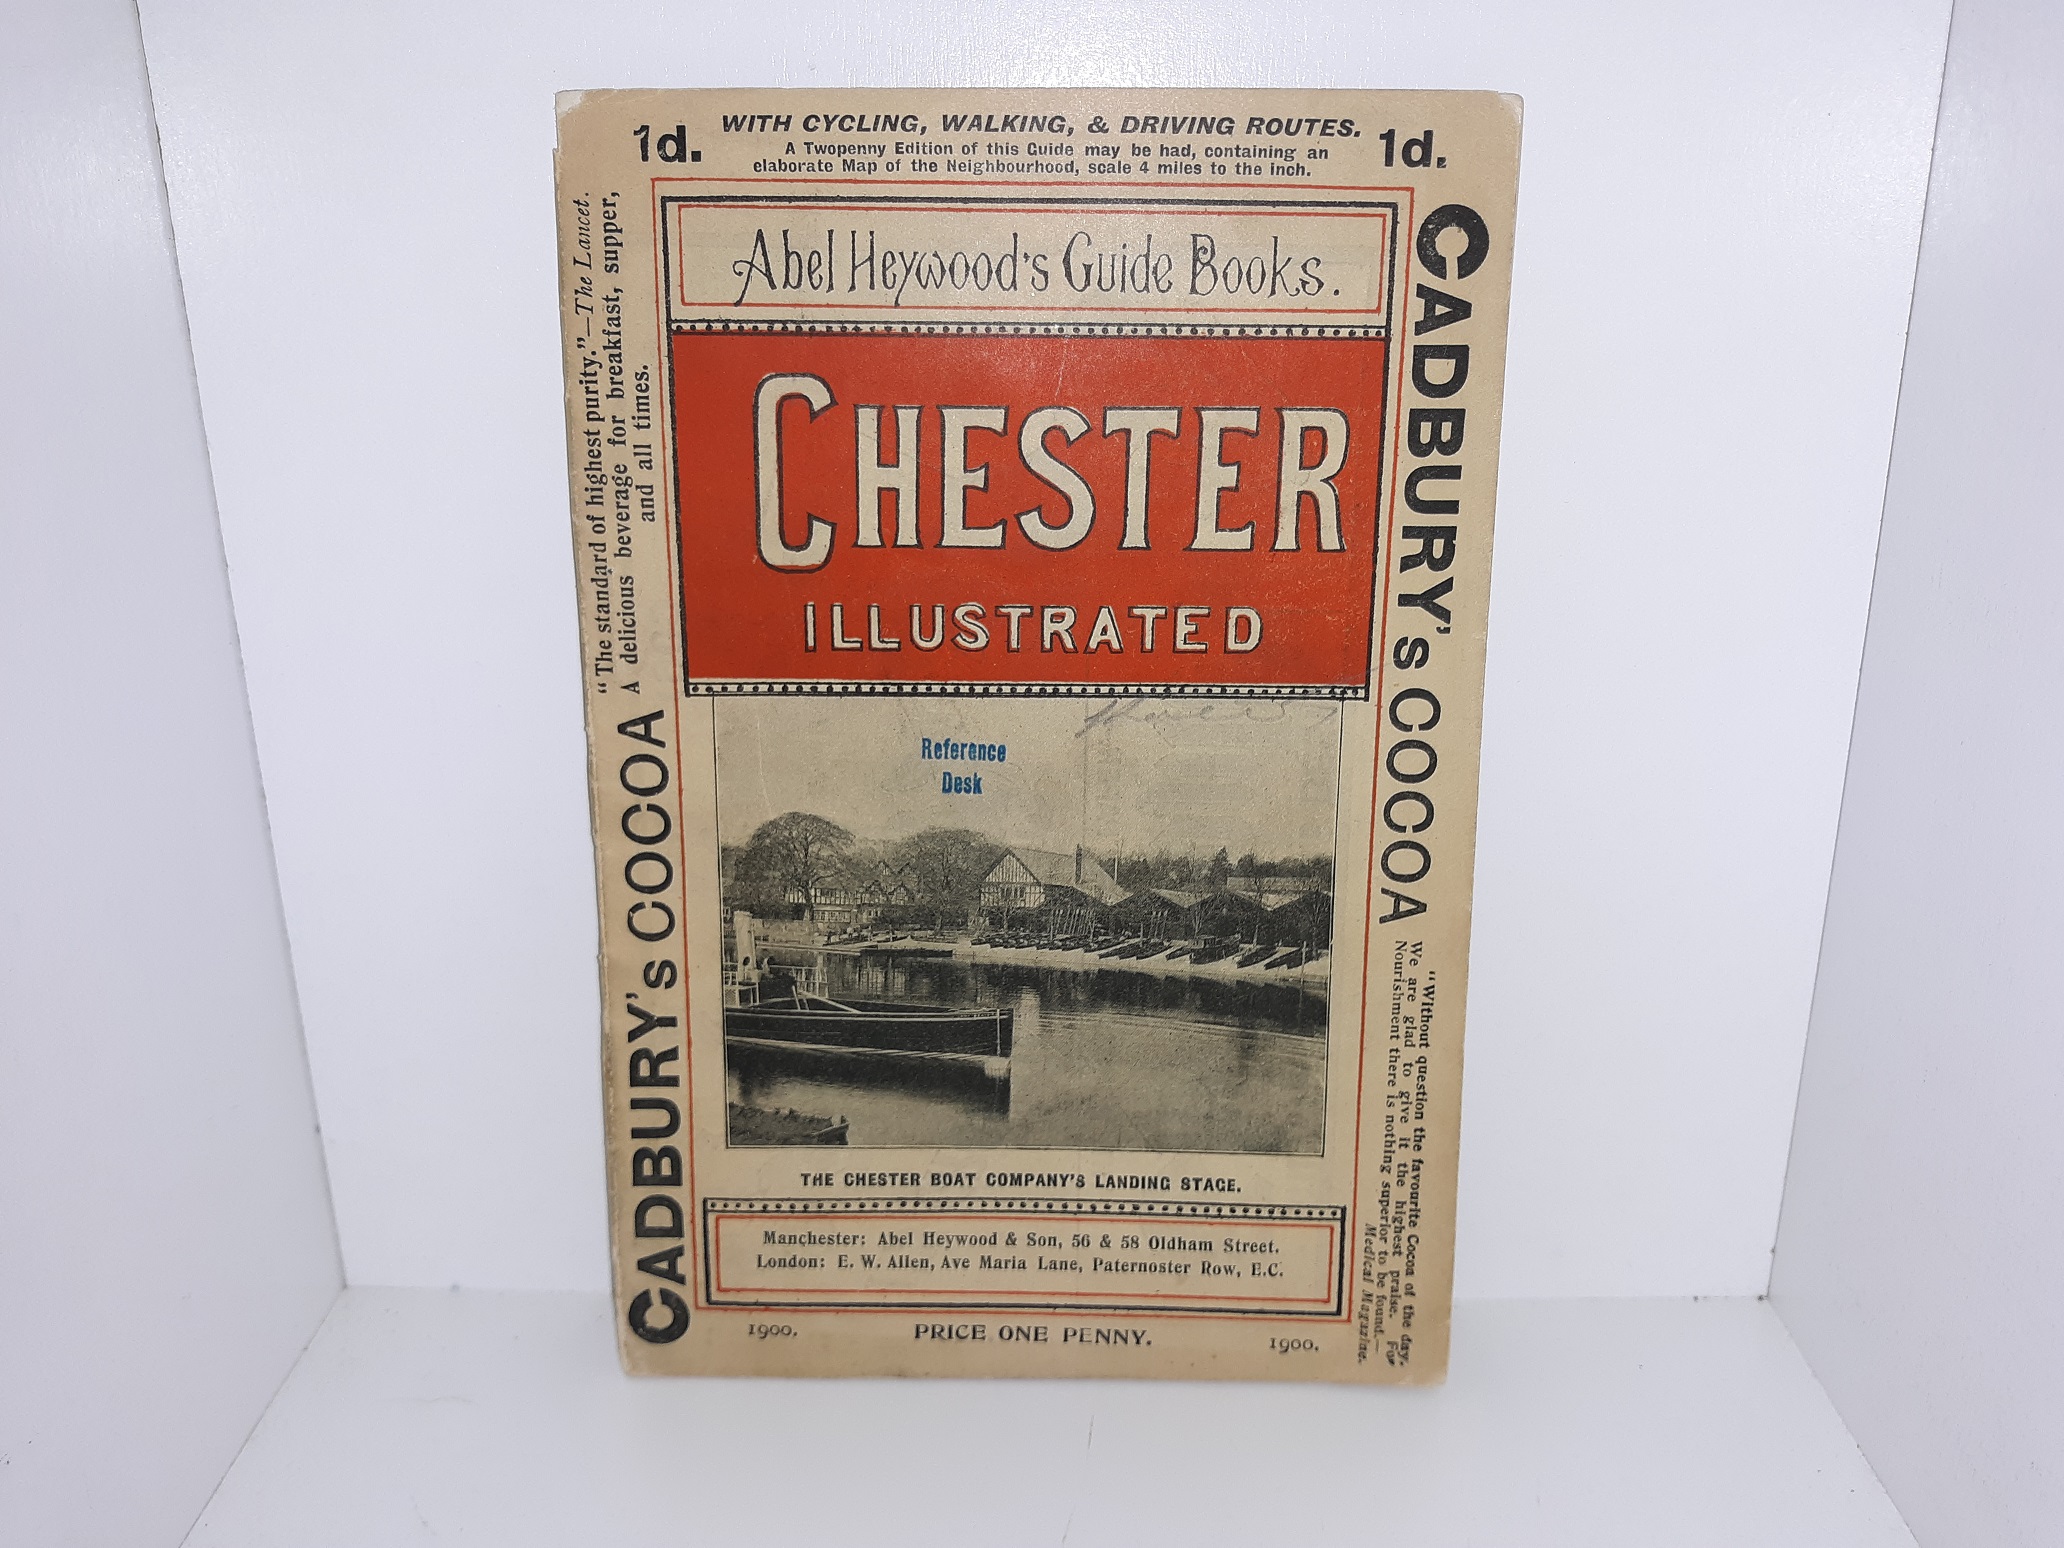 1d.
WITH CYCLING, WALKING, & DRIVING ROUTES.
A Twopenny Edition of this Guide may be had, containing an
elaborate Map of the Neighbourhood, scale 4 miles to the inch.
1d.
Abel Heywood's Guide Books.
CHESTER
ILLUSTRATED
Reference
Desk
THE CHESTER BOAT COMPANY'S LANDING STAGE.
Manchester: Abel Heywood & Son, 56 & 58 Oldham Street.
London: E. W. Allen, Ave Maria Lane, Paternoster Row, E.C.
1900. PRICE ONE PENNY. 1900.
CADBURY's COCOA
"The standard of highest purity."—The Lancet.
A delicious beverage for breakfast, supper,
and all times.
CADBURY's COCOA
"Without question the favourite Cocoa of the day.
We are glad to give it the highest praise. For
Nourishment there is nothing superior to be found.—
Medical Magazine.